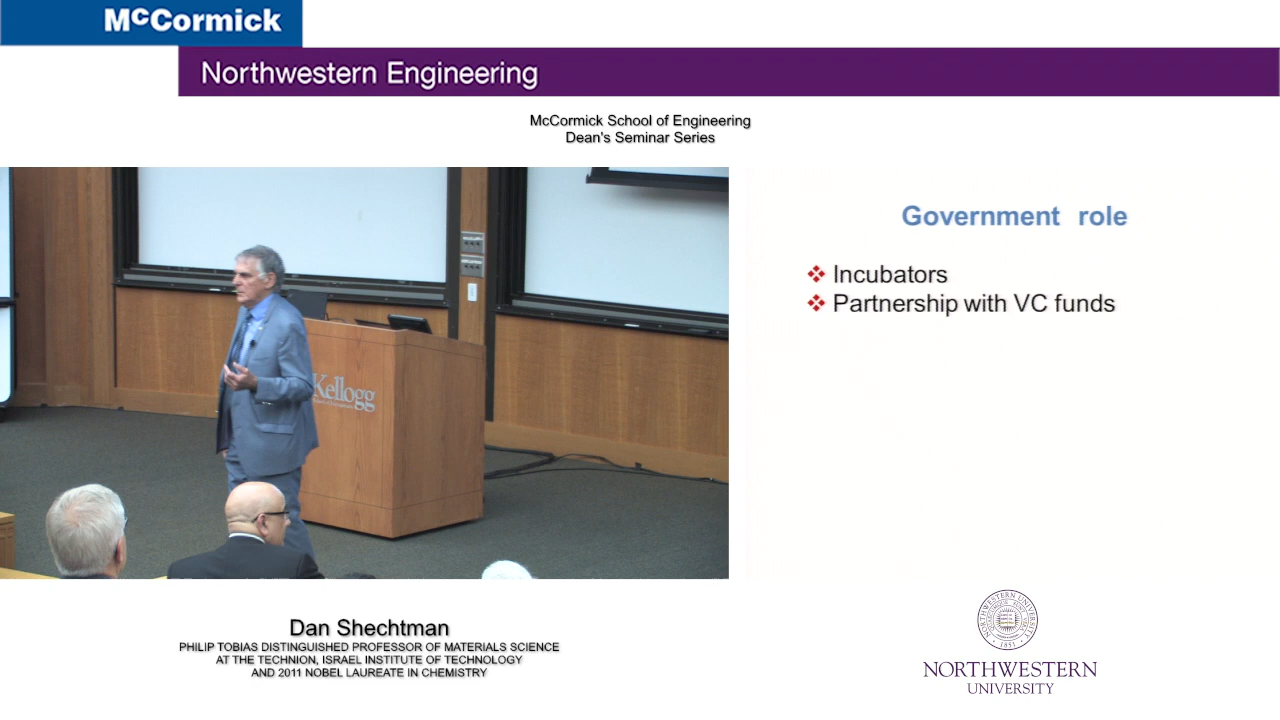 McCormick
Northwestern Engineering
McCormick School of Engineering
Dean's Seminar Series
Government role
❖ Incubators
❖ Partnership with VC funds
Kellogg
Dan Shechtman
PHILIP TOBIAS DISTINGUISHED PROFESSOR OF MATERIALS SCIENCE
AT THE TECHNION, ISRAEL INSTITUTE OF TECHNOLOGY
AND 2011 NOBEL LAUREATE IN CHEMISTRY
NORTHWESTERN
UNIVERSITY